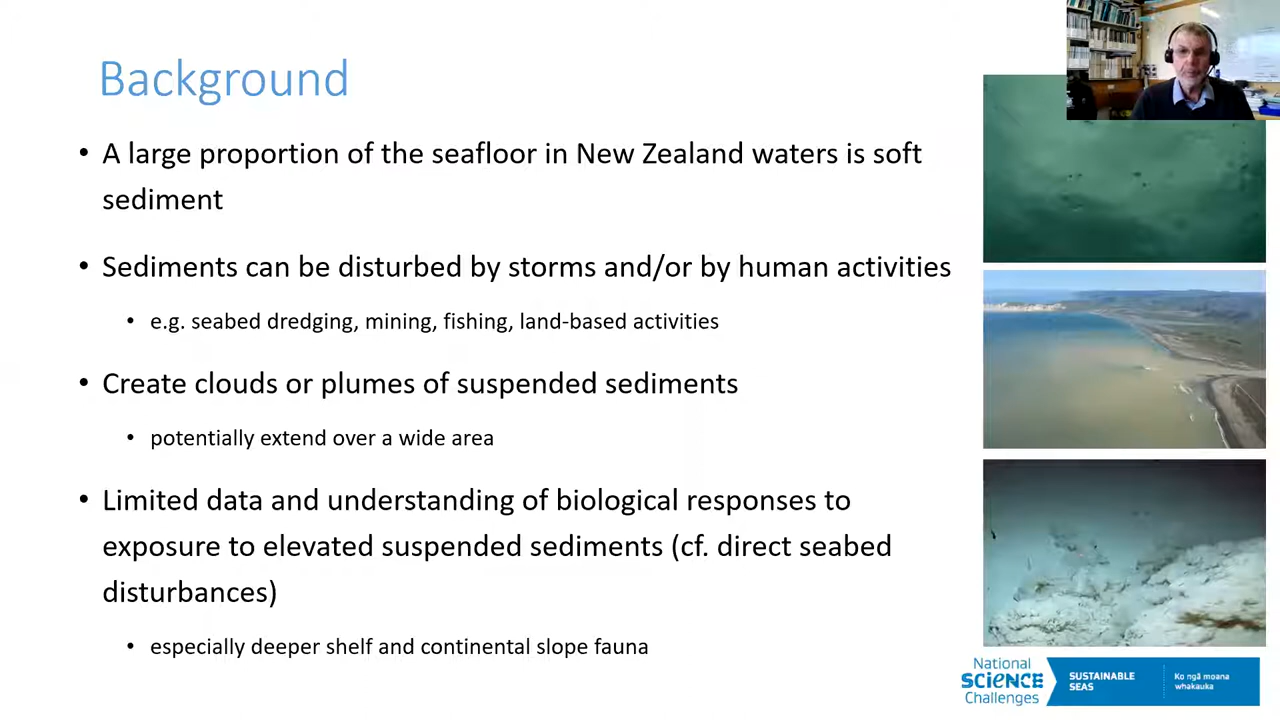 Background
• A large proportion of the seafloor in New Zealand waters is soft
sediment
• Sediments can be disturbed by storms and/or by human activities
• e.g. seabed dredging, mining, fishing, land-based activities
• Create clouds or plumes of suspended sediments
• potentially extend over a wide area
• Limited data and understanding of biological responses to
exposure to elevated suspended sediments (cf. direct seabed
disturbances)
• especially deeper shelf and continental slope fauna
National
SCIENCE
Challenges
SUSTAINABLE
SEAS
Ko ngā moana
whakauka